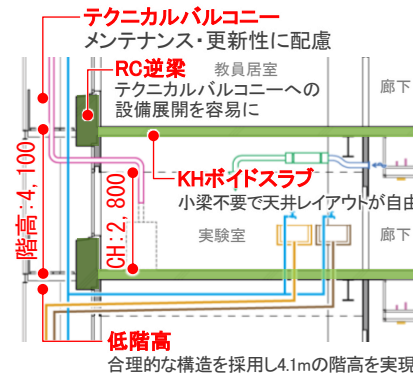 テクニカルバルコニー
メンテナンス・更新性に配慮
RC逆梁
テクニカルバルコニーへの
設備展開を容易に
教員居室
廊下
KHボイドスラブ
小梁不要で天井レイアウトが自由
階高:4,100
CH:2,800
実験室
廊下
低階高
合理的な構造を採用し4.1mの階高を実現